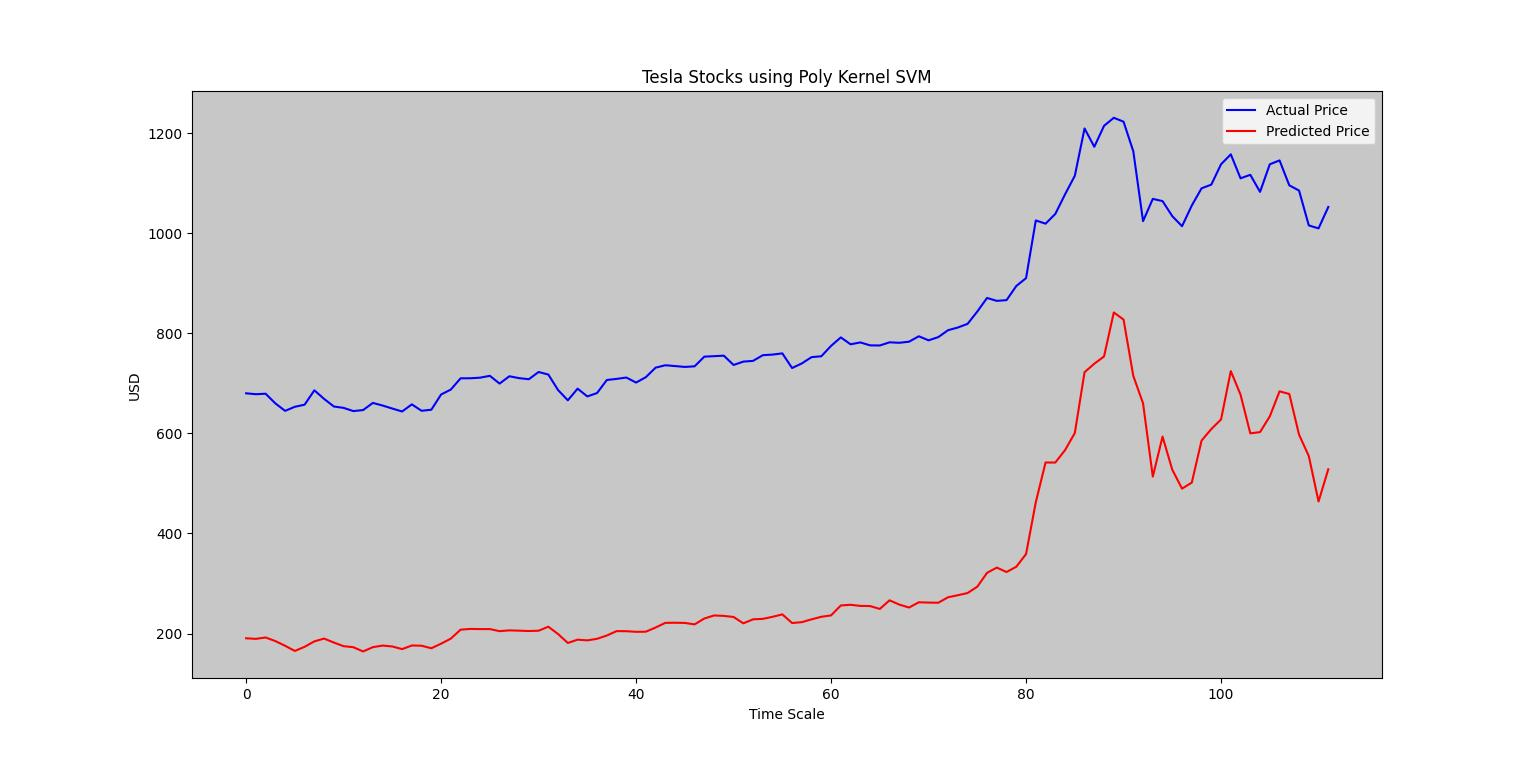 Tesla Stocks using Poly Kernel SVM
Actual Price
Predicted Price
1200
1000
800
600
400
200
USD
0 20 40 60 80 100
Time Scale